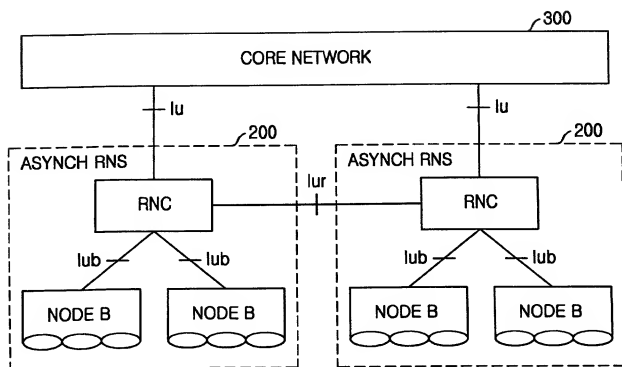 300
CORE NETWORK
Iu
Iu
200
200
ASYNCH RNS
ASYNCH RNS
Iur
RNC
RNC
Iub
Iub
Iub
Iub
NODE B
NODE B
NODE B
NODE B